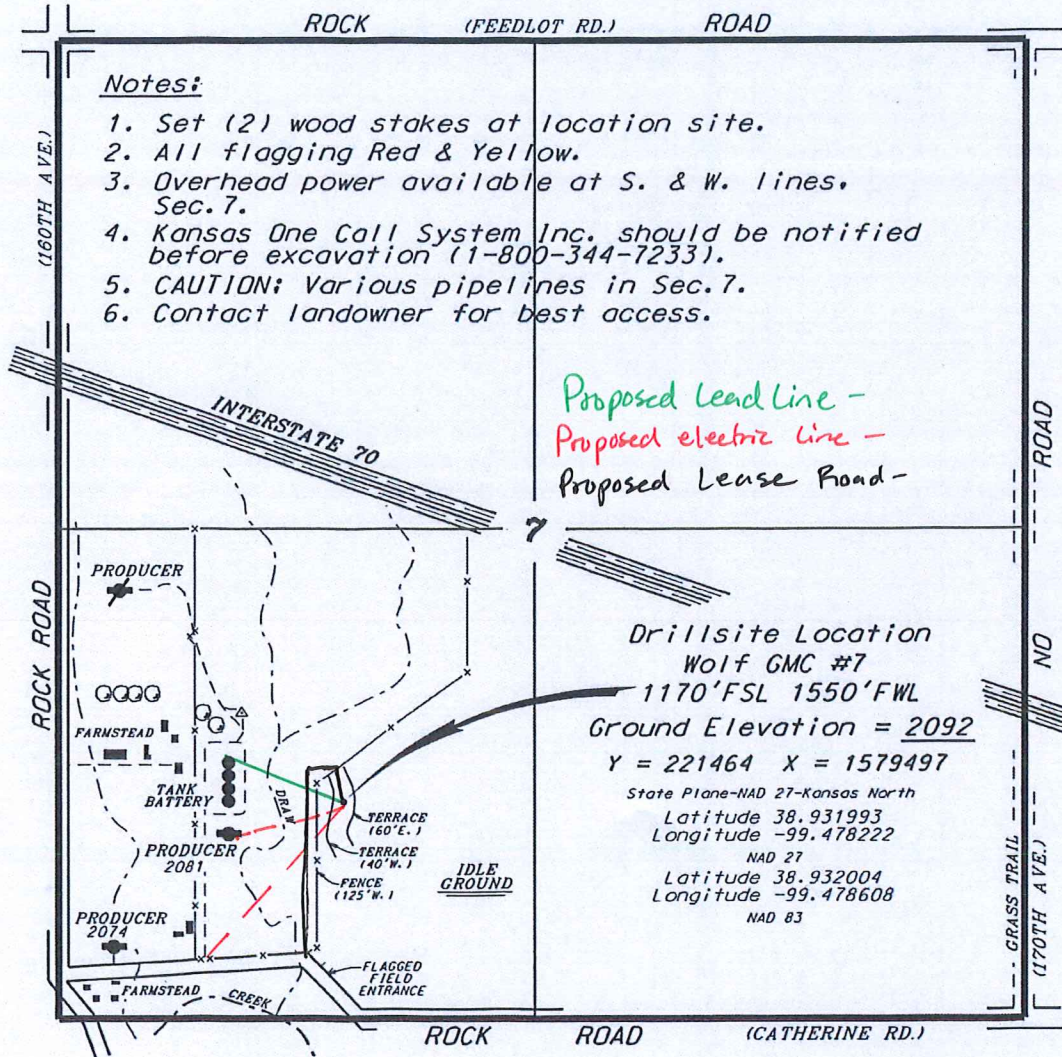 ROCK (FEEDLOT RD.) ROAD
(160TH AVE.)
Notes:
1. Set (2) wood stakes at location site.
2. All flagging Red & Yellow.
3. Overhead power available at S. & W. lines.
Sec.7.
4. Kansas One Call System Inc. should be notified
before excavation (1-800-344-7233).
5. CAUTION: Various pipelines in Sec.7.
6. Contact landowner for best access.
INTERSTATE 70
Proposed Lead Line -
Proposed electric line -
Proposed Lease Road -
7
ROAD
NO
GRASS TRAIL
(170TH AVE.)
ROCK ROAD
PRODUCER
FARMSTEAD
TANK
BATTERY
DRAW
PRODUCER
2081
PRODUCER
2074
FARMSTEAD
CREEK
TERRACE
(60'E.)
TERRACE
(40'W.)
FENCE
(125'W.)
IDLE
GROUND
FLAGGED
FIELD
ENTRANCE
Drillsite Location
Wolf GMC #7
1170'FSL 1550'FWL
Ground Elevation = 2092
Y = 221464 X = 1579497
State Plane-NAD 27-Kansas North
Latitude 38.931993
Longitude -99.478222
NAD 27
Latitude 38.932004
Longitude -99.478608
NAD 83
ROCK ROAD (CATHERINE RD.)